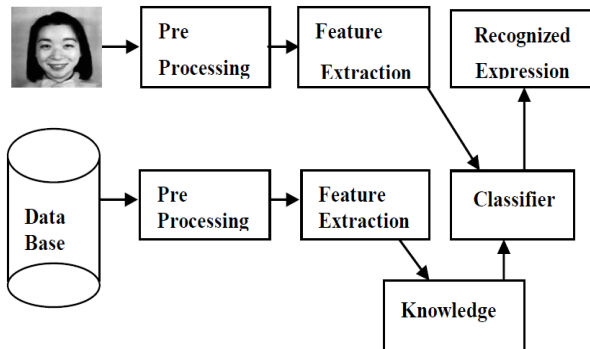 Pre
Processing
Feature
Extraction
Recognized
Expression
Data
Base
Pre
Processing
Feature
Extraction
Classifier
Knowledge